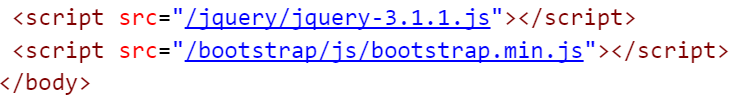 <script src="/jquery/jquery-3.1.1.js"></script>
<script src="/bootstrap/js/bootstrap.min.js"></script>
</body>